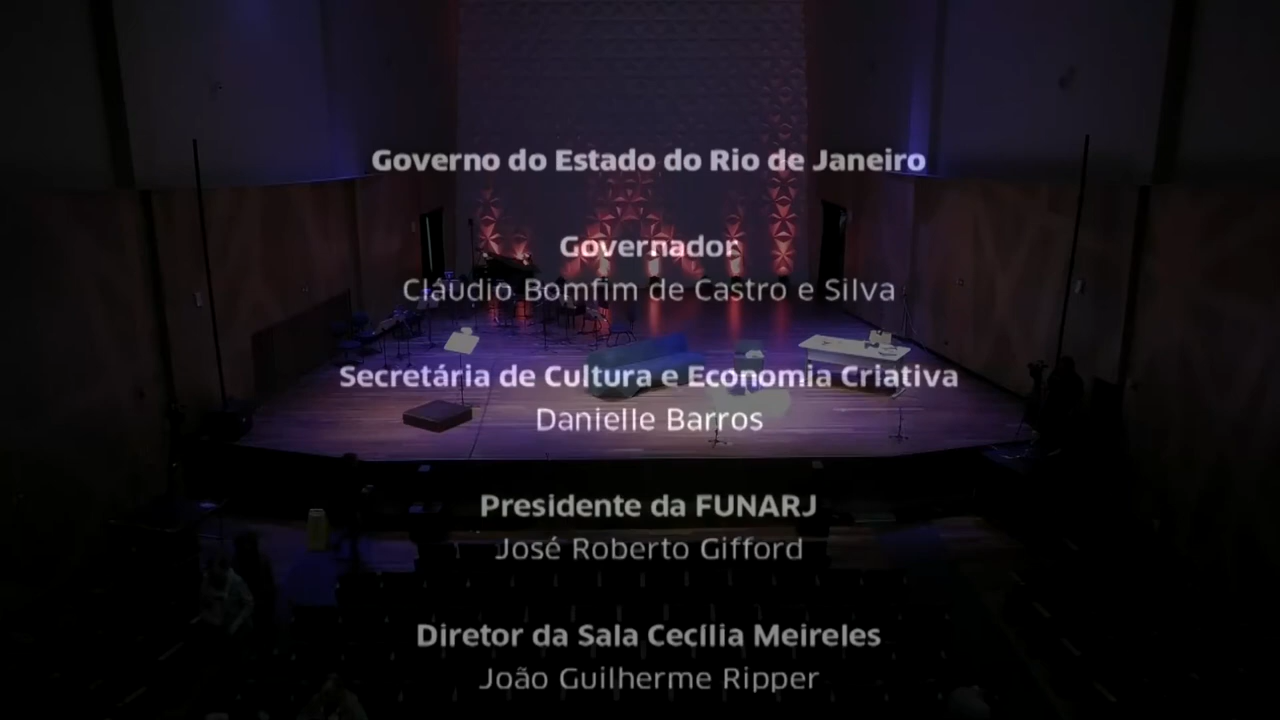 Governo do Estado do Rio de Janeiro
Governador
Cláudio Bomfim de Castro e Silva
Secretária de Cultura e Economia Criativa
Danielle Barros
Presidente da FUNARJ
José Roberto Gifford
Diretor da Sala Cecília Meireles
João Guilherme Ripper